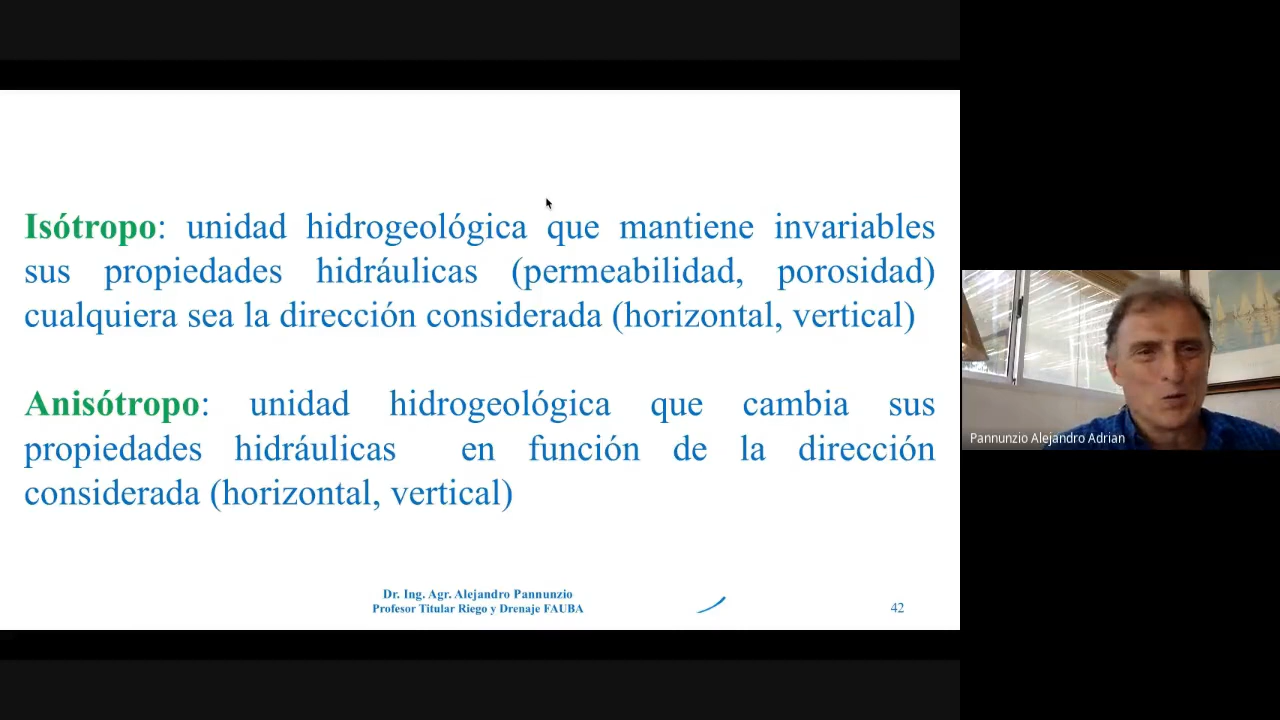 Isótropo: unidad hidrogeológica que mantiene invariables
sus propiedades hidráulicas (permeabilidad, porosidad)
cualquiera sea la dirección considerada (horizontal, vertical)
Anisótropo: unidad hidrogeológica que cambia sus
propiedades hidráulicas en función de la dirección
considerada (horizontal, vertical)
Dr. Ing. Agr. Alejandro Pannunzio
Profesor Titular Riego y Drenaje FAUBA
42
Pannunzio Alejandro Adrian